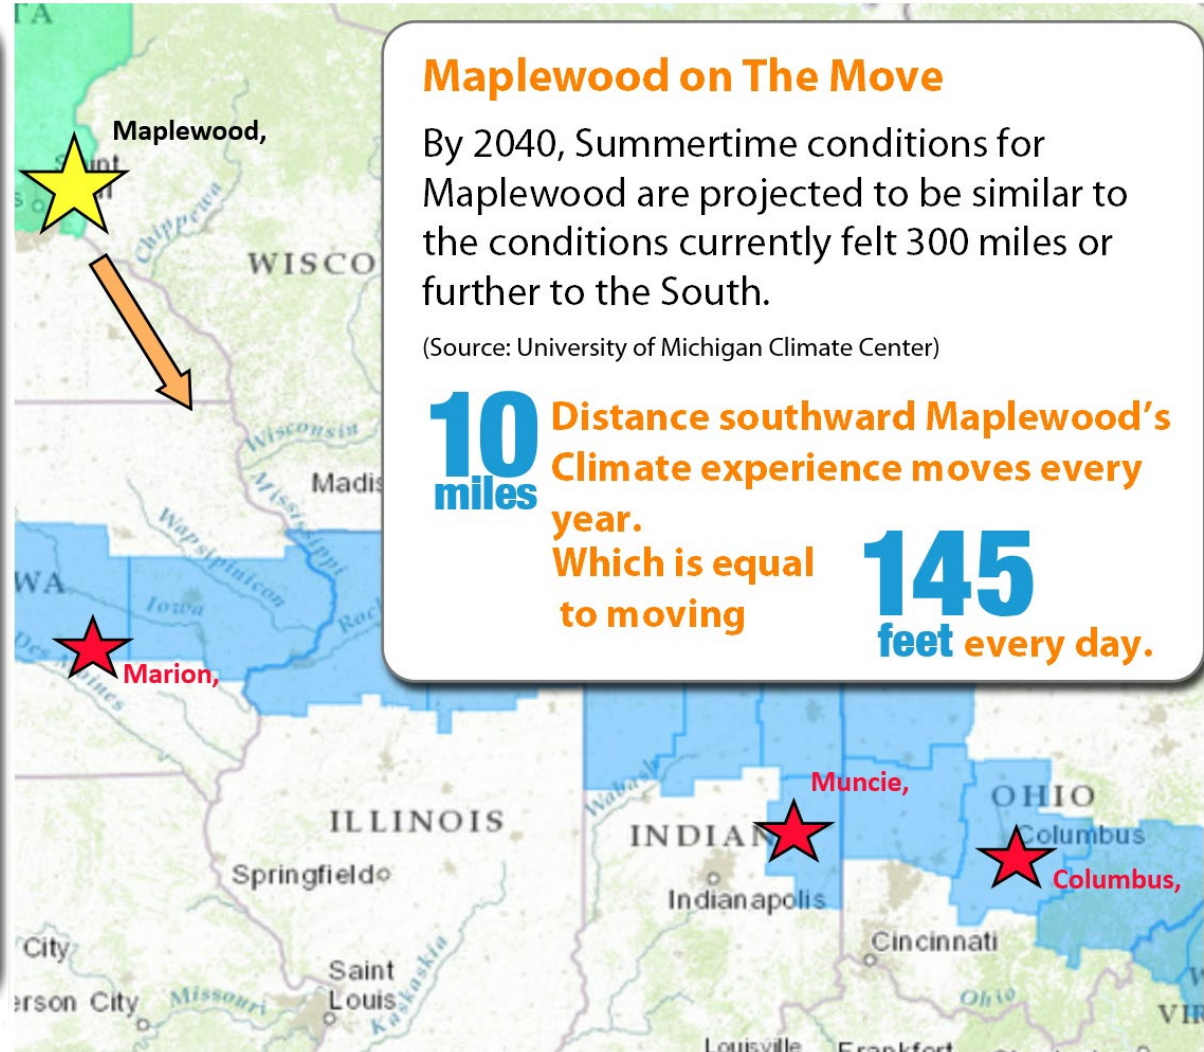 TA
Maplewood,
WISCO
Chippewa
Wisconsin
Mississippi
Madis
Wapsipinicon
WA
Iowa
Rock
Des Moines
Marion,
Maplewood on The Move
By 2040, Summertime conditions for
Maplewood are projected to be similar to
the conditions currently felt 300 miles or
further to the South.
(Source: University of Michigan Climate Center)
10
miles
Distance southward Maplewood's
Climate experience moves every
year.
Which is equal
to moving
145
feet every day.
Muncie,
OHIO
Columbus
Columbus,
Wabash
ILLINOIS
INDIAN
Springfield
Indianapolis
Cincinnati
City
Saint
Louis
Kaskaskia
erson City
Missouri
Ohio
VIR
Louisville
Frankfort